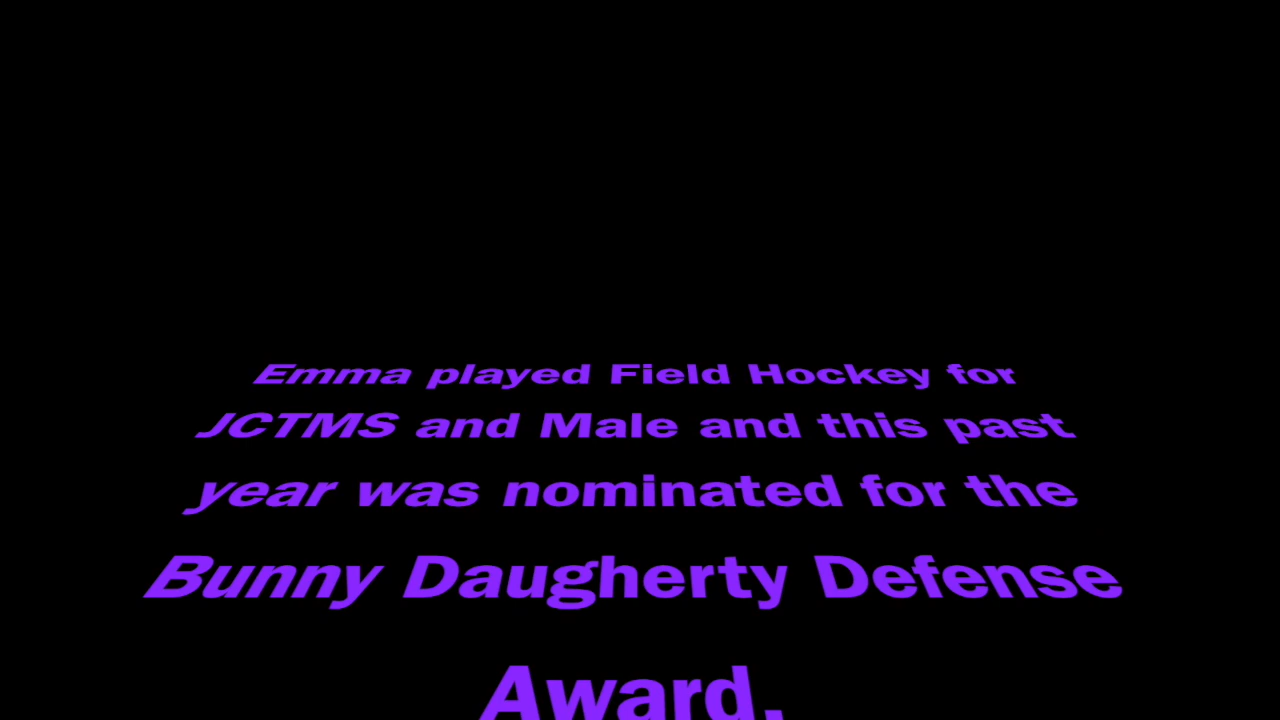 Emma played Field Hockey for
JCTMS and Male and this past
year was nominated for the
Bunny Daugherty Defense
Award.